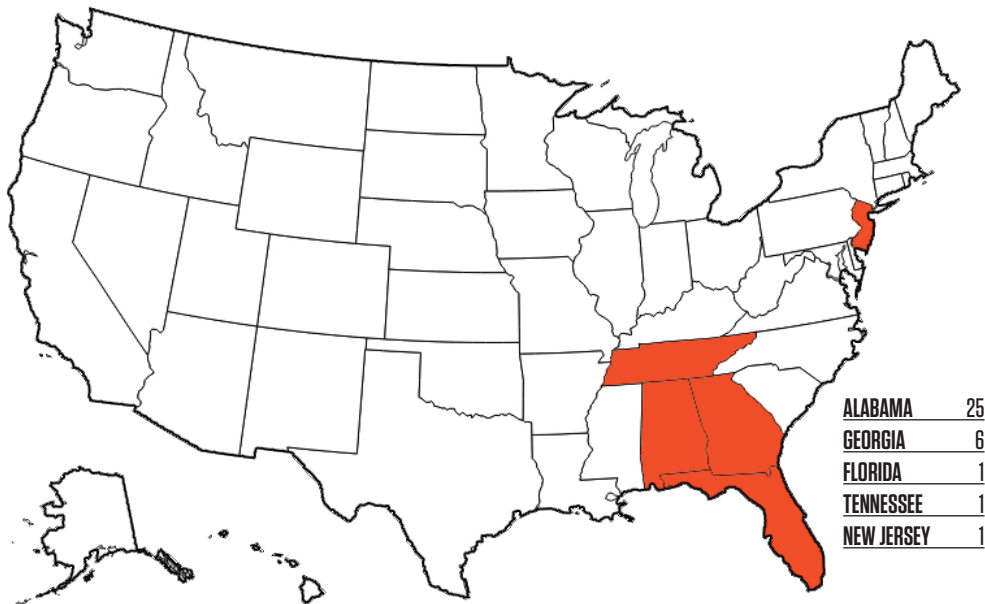 ALABAMA 25
GEORGIA 6
FLORIDA 1
TENNESSEE 1
NEW JERSEY 1